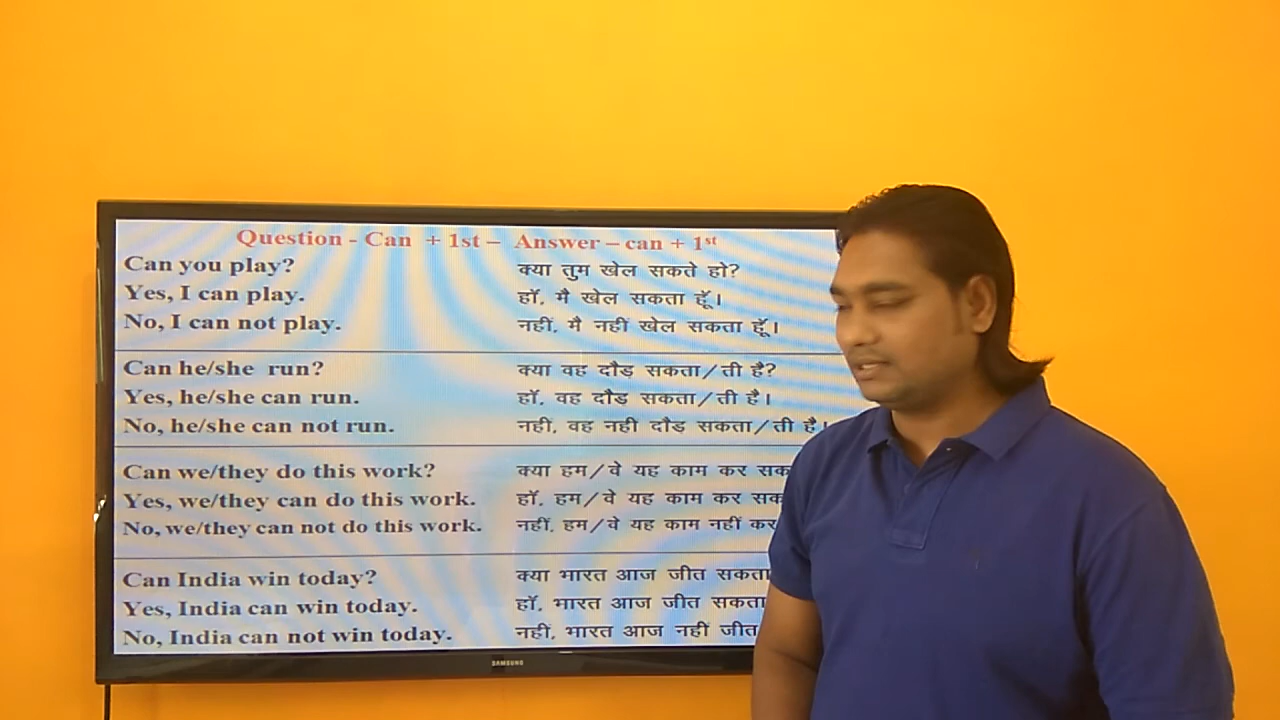 Question - Can + 1st – Answer – can + 1st
Can you play? क्या तुम खेल सकते हो?
Yes, I can play. हॉ, मै खेल सकता हूॅ।
No, I can not play. नहीं, मै नहीं खेल सकता हूॅ।
Can he/she run? क्या वह दौड़ सकता/ती है?
Yes, he/she can run. हॉ, वह दौड़ सकता/ती है।
No, he/she can not run. नही, वह नही दौड़ सकता/ती है।
Can we/they do this work? क्या हम/वे यह काम कर सक
Yes, we/they can do this work. हॉ, हम/वे यह काम कर सक
No, we/they can not do this work. नहीं, हम/वे यह काम नहीं कर
Can India win today? क्या भारत आज जीत सकता
Yes, India can win today. हॉ, भारत आज जीत सकता
No, India can not win today. नहीं, भारत आज नहीं जीत
SAMSUNG